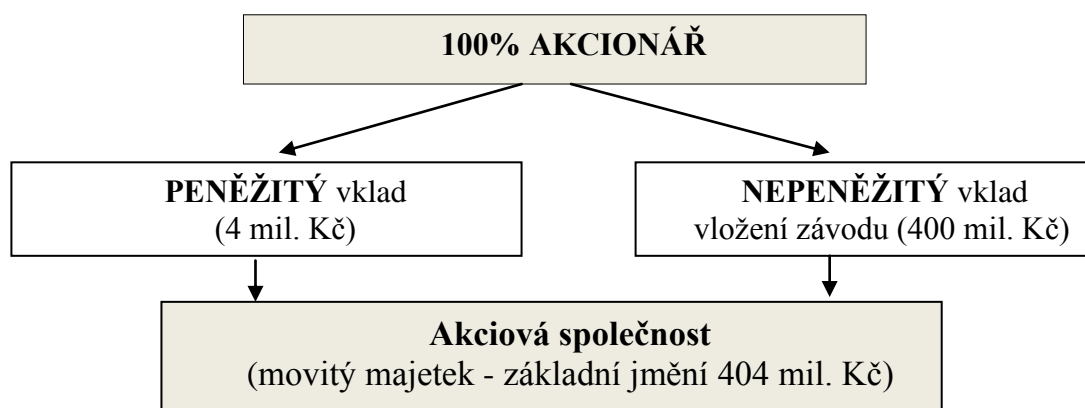 100% AKCIONÁŘ
PENĚŽITÝ vklad
(4 mil. Kč)
NEPENĚŽITÝ vklad
vložení závodu (400 mil. Kč)
Akciová společnost
(movitý majetek - základní jmění 404 mil. Kč)